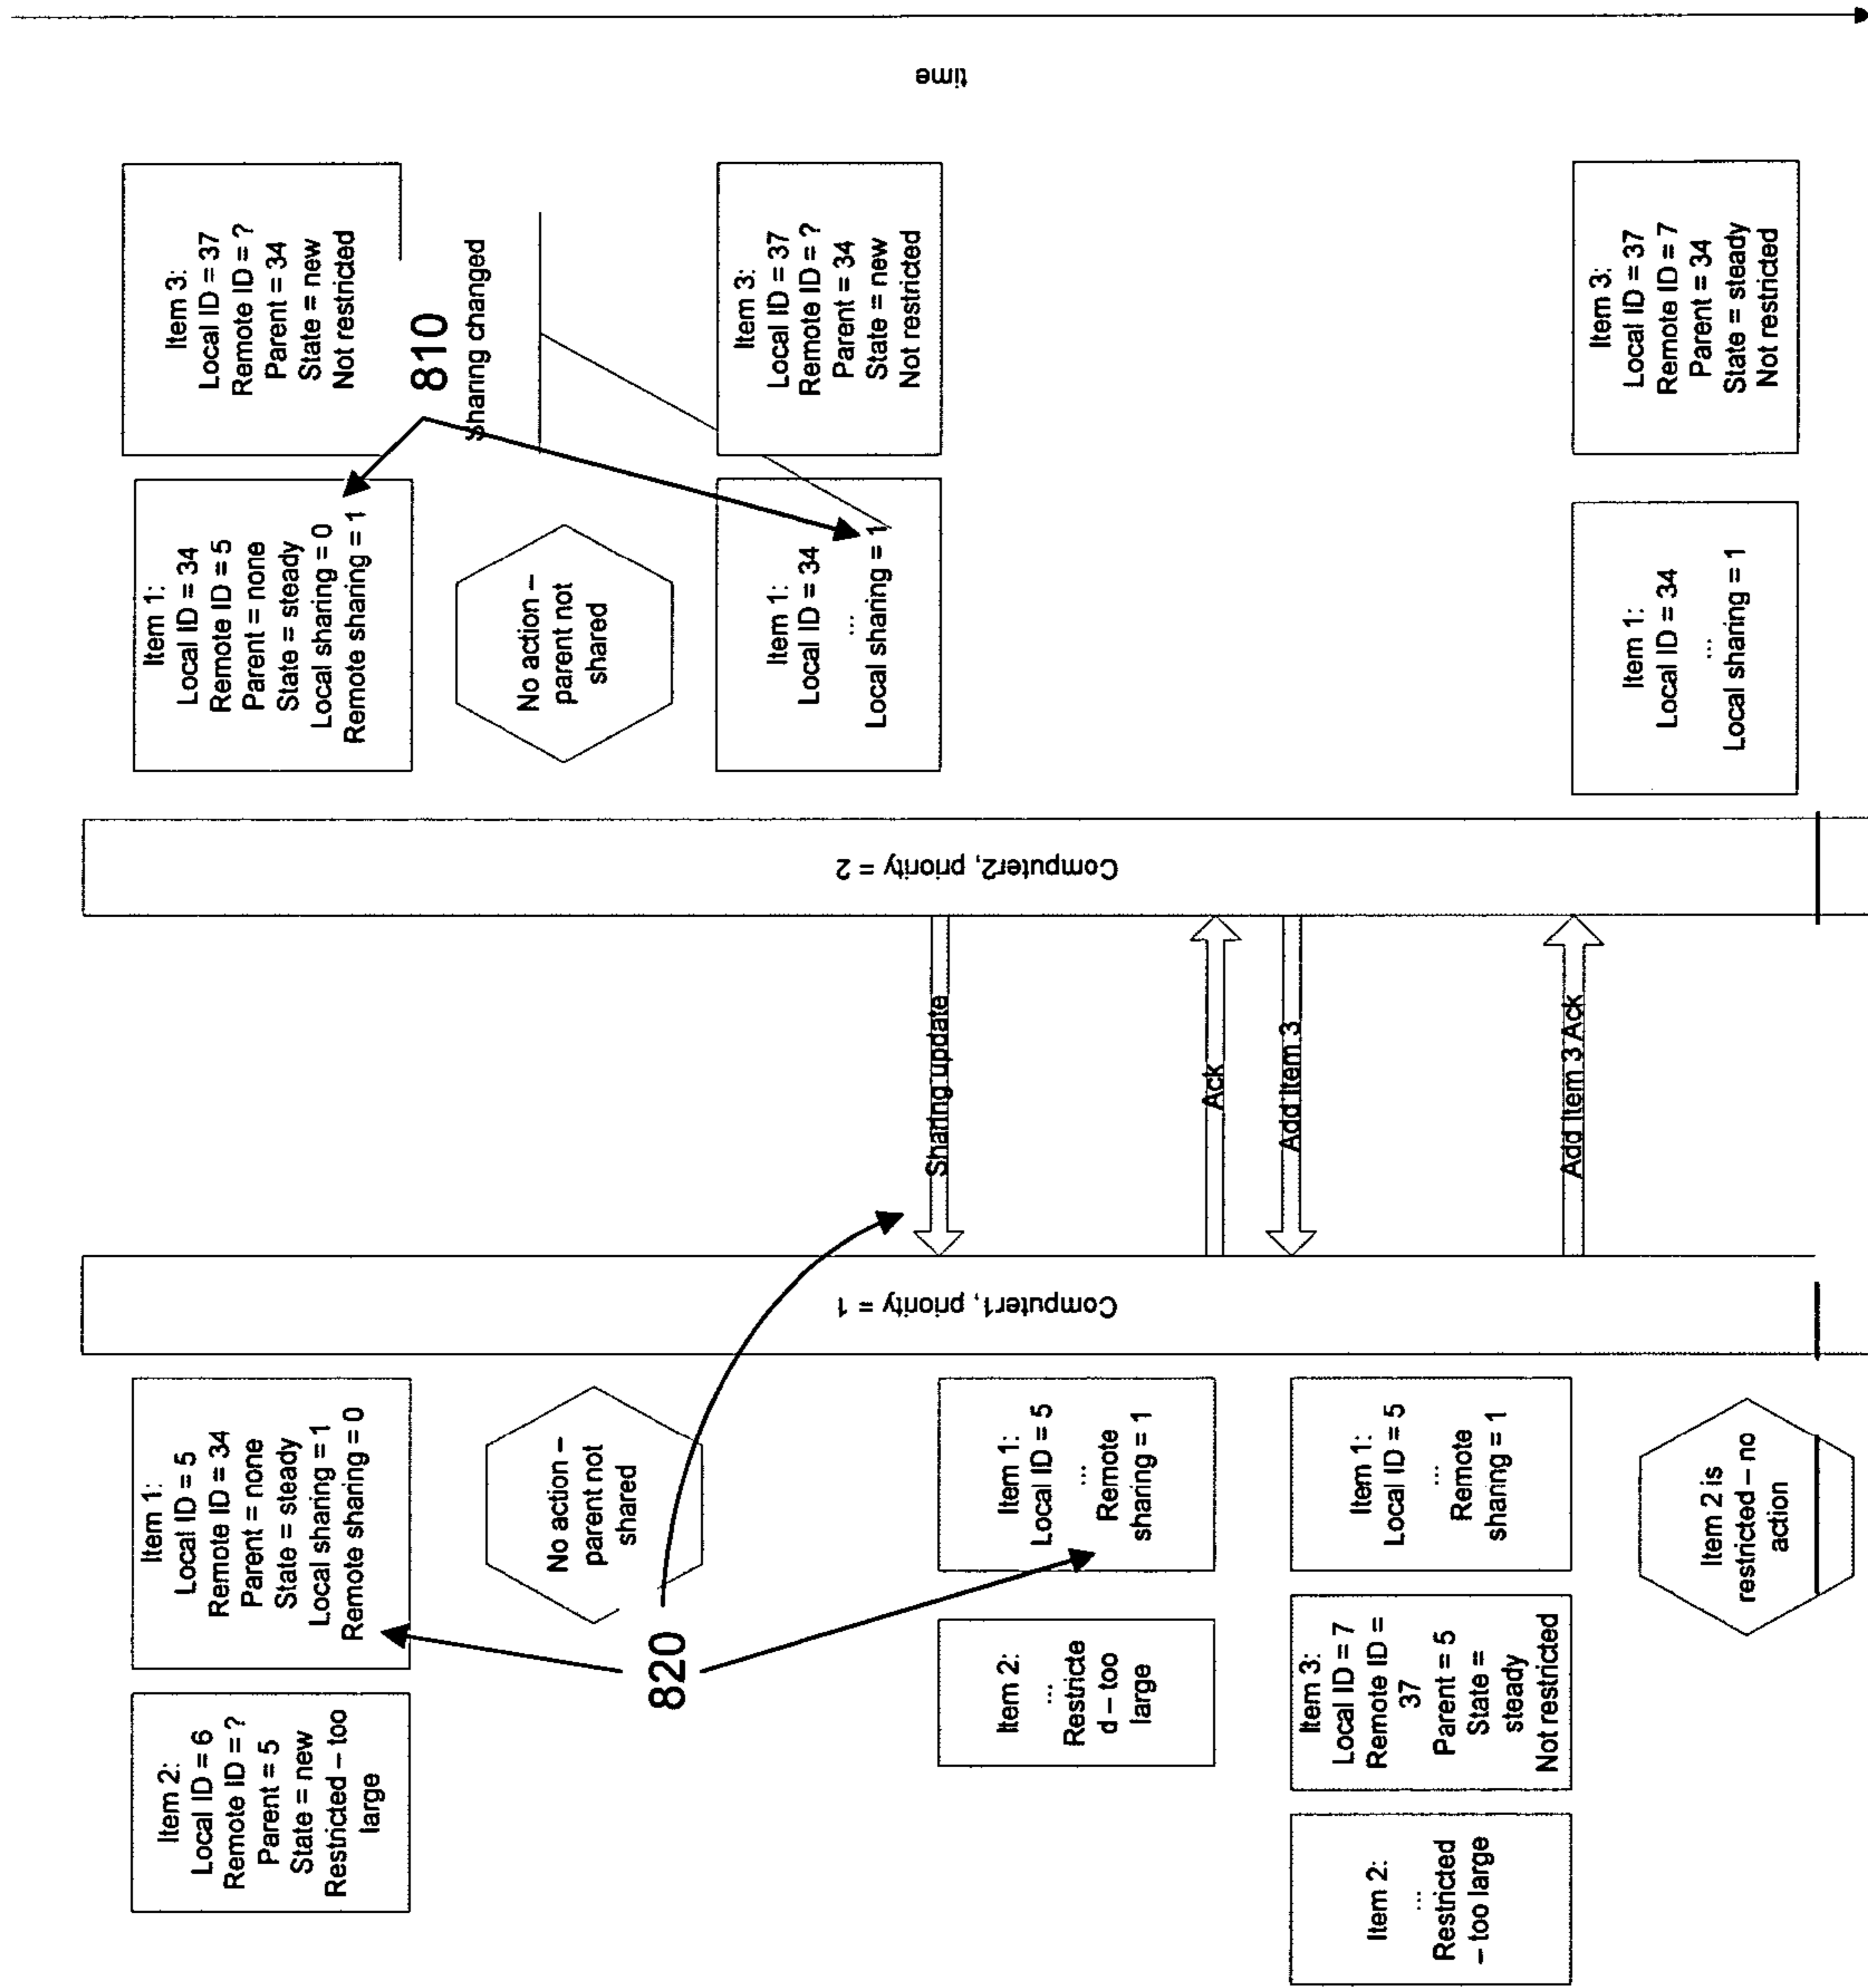 Item 2:
Local ID = 6
Remote ID = ?
Parent = 5
State = new
Restricted – too
large
Item 1:
Local ID = 5
Remote ID = 34
Parent = none
State = steady
Local sharing = 1
Remote sharing = 0
Computer1, priority = 1
Computer2, priority = 2
Item 1:
Local ID = 34
Remote ID = 5
Parent = none
State = steady
Local sharing = 0
Remote sharing = 1
Item 3:
Local ID = 37
Remote ID = ?
Parent = 34
State = new
Not restricted
time
820
No action –
parent not
shared
No action –
parent not
shared
810
Sharing changed
Item 2:
...
Restricte
d – too
large
Item 1:
Local ID = 5
...
Remote
sharing = 1
Sharing update
Item 1:
Local ID = 34
...
Local sharing = 1
Item 3:
Local ID = 37
Remote ID = ?
Parent = 34
State = new
Not restricted
Ack
Add Item 3
Item 2:
...
Restricted
– too large
Item 3:
Local ID = 7
Remote ID =
37
Parent = 5
State =
steady
Not restricted
Item 1:
Local ID = 5
...
Remote
sharing = 1
Add Item 3 Ack
Item 1:
Local ID = 34
...
Local sharing = 1
Item 3:
Local ID = 37
Remote ID = 7
Parent = 34
State = steady
Not restricted
Item 2 is
restricted – no
action